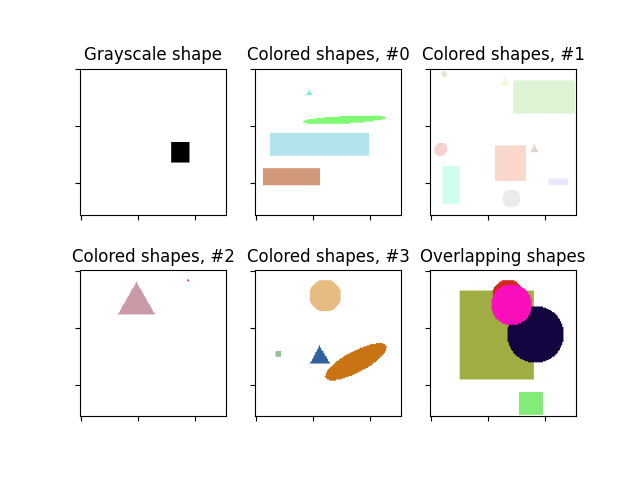 Grayscale shape
Colored shapes, #0
Colored shapes, #1
Colored shapes, #2
Colored shapes, #3
Overlapping shapes